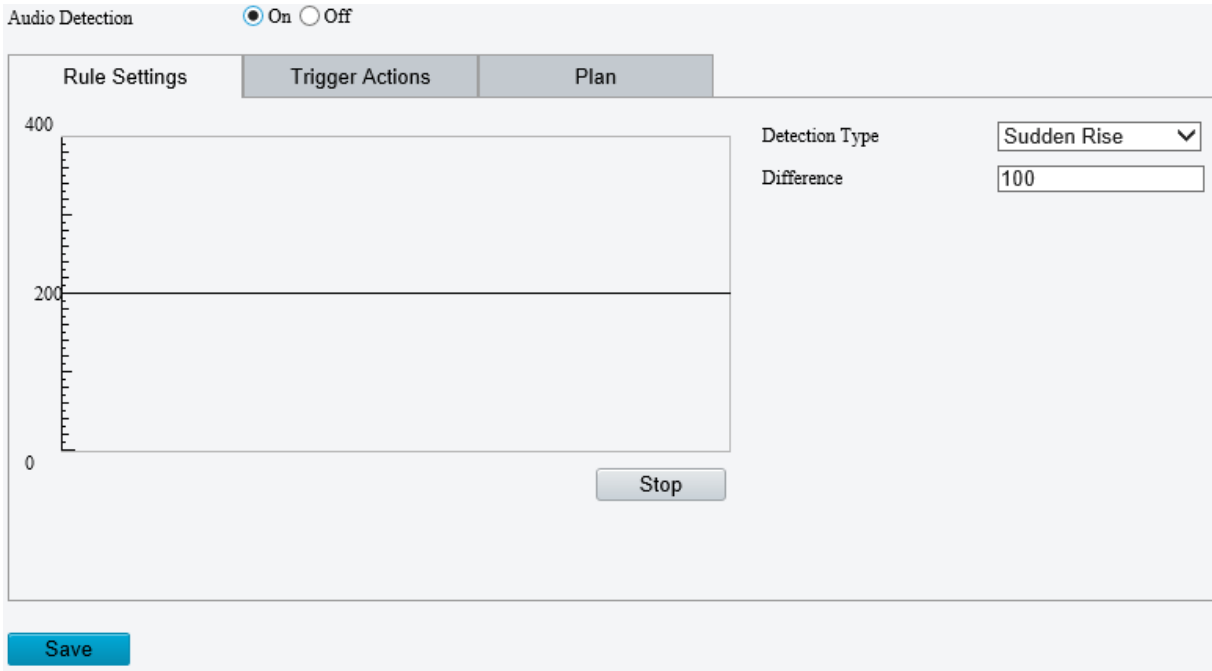 Audio Detection On Off
Rule Settings Trigger Actions Plan
400
Detection Type Sudden Rise
Difference 100
200
0
Stop
Save